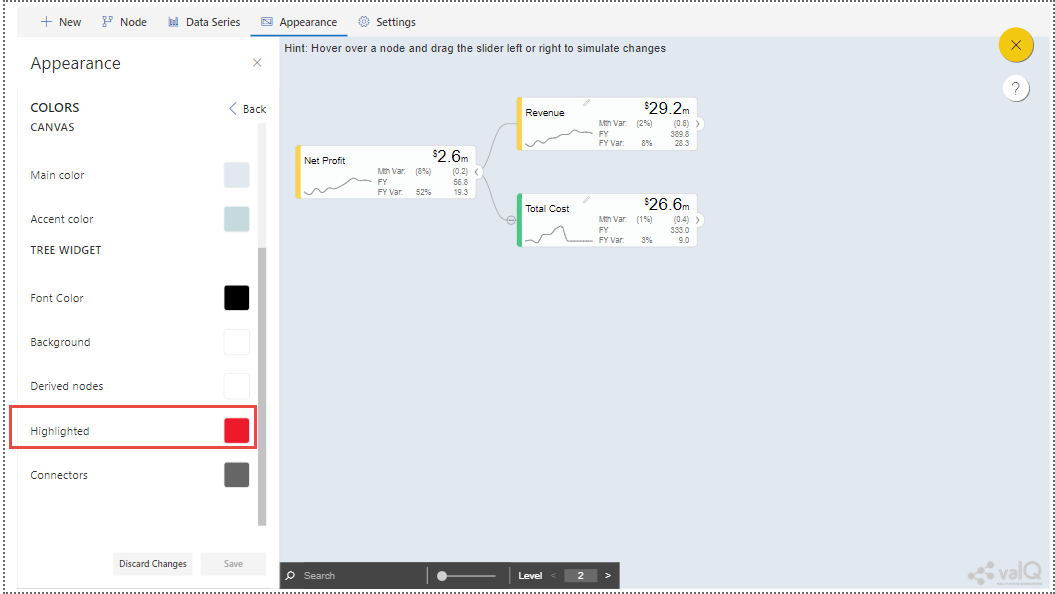 New Node Data Series Appearance Settings
Appearance
COLORS
Back
CANVAS
Main color
Accent color
TREE WIDGET
Font Color
Background
Derived nodes
Highlighted
Connectors
Discard Changes Save
Hint: Hover over a node and drag the slider left or right to simulate changes
?
Net Profit
$2.6m
Mth Var: (8%) (0.2)
FY 56.8
FY Var: 52% 19.3
Revenue
$29.2m
Mth Var: (2%) (0.6)
FY 389.8
FY Var: 8% 28.3
Total Cost
$26.6m
Mth Var: (1%) (0.4)
FY 333.0
FY Var: 3% 9.0
Search Level < 2 >
valQ